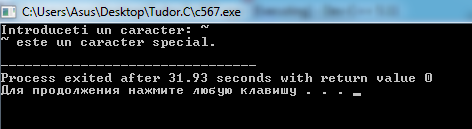 C:\Users\Asus\Desktop\Tudor.C\c567.exe
Introduceti un caracter: ~
~ este un caracter special.
--------------------------------
Process exited after 31.93 seconds with return value 0
Для продолжения нажмите любую клавишу . . . _